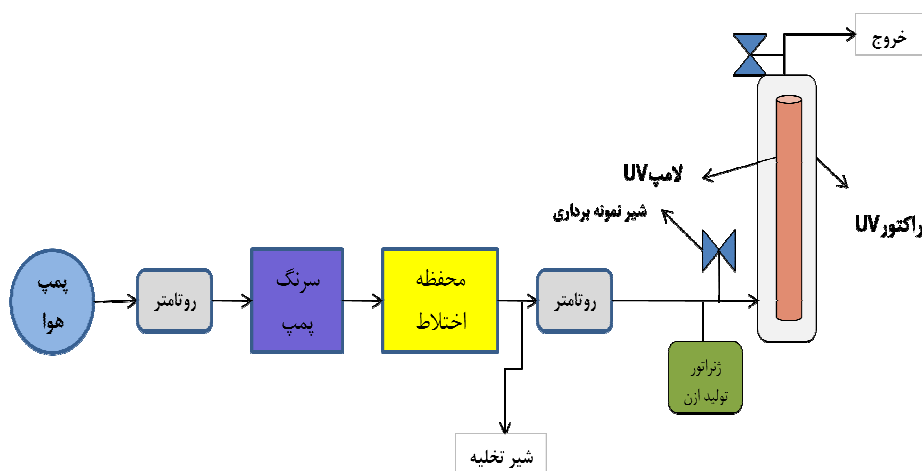 خروج
لامپUV
راکتورUV
شیر نمونه برداری
پمپ
هوا
روتامتر
سرنگ
پمپ
محفظه
اختلاط
روتامتر
ژنراتور
تولید ازن
شیر تخلیه